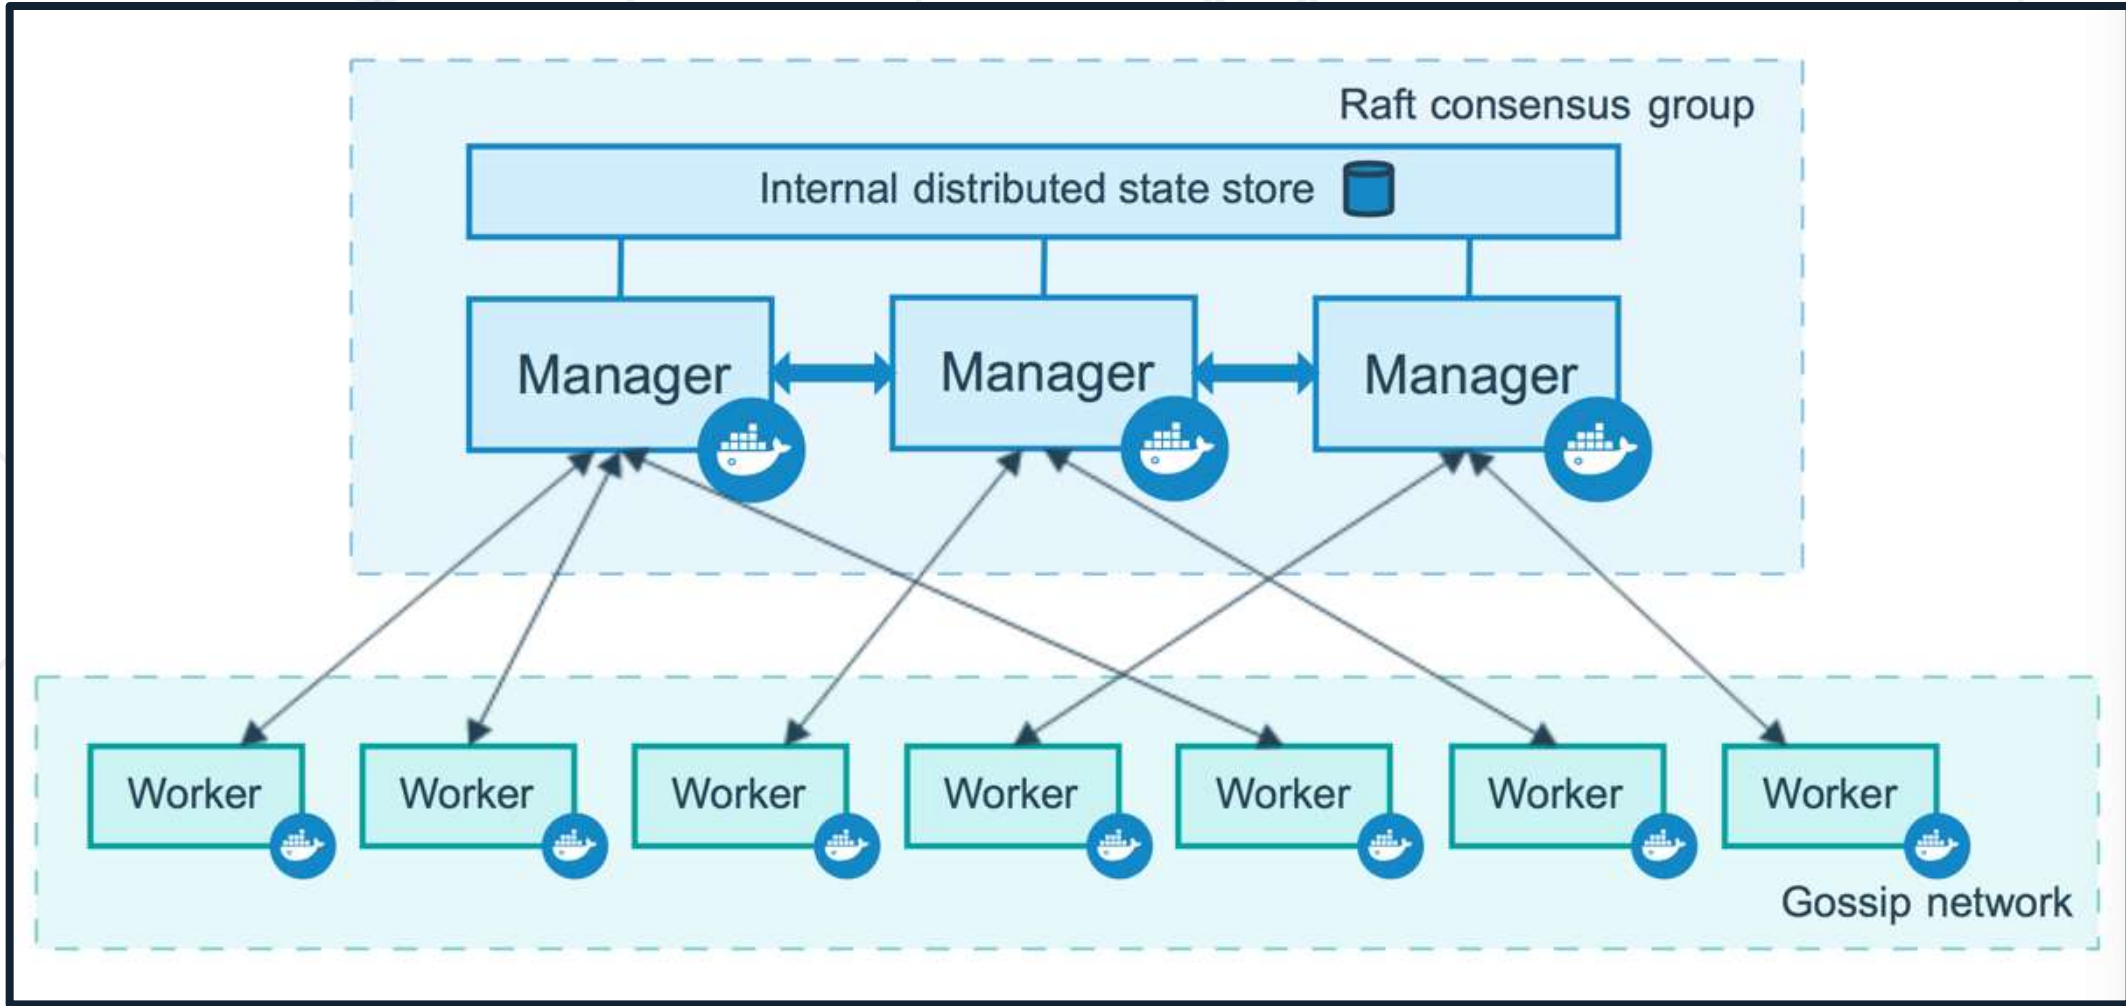 Raft consensus group
Internal distributed state store
Manager
Manager
Manager
Worker
Worker
Worker
Worker
Worker
Worker
Worker
Gossip network